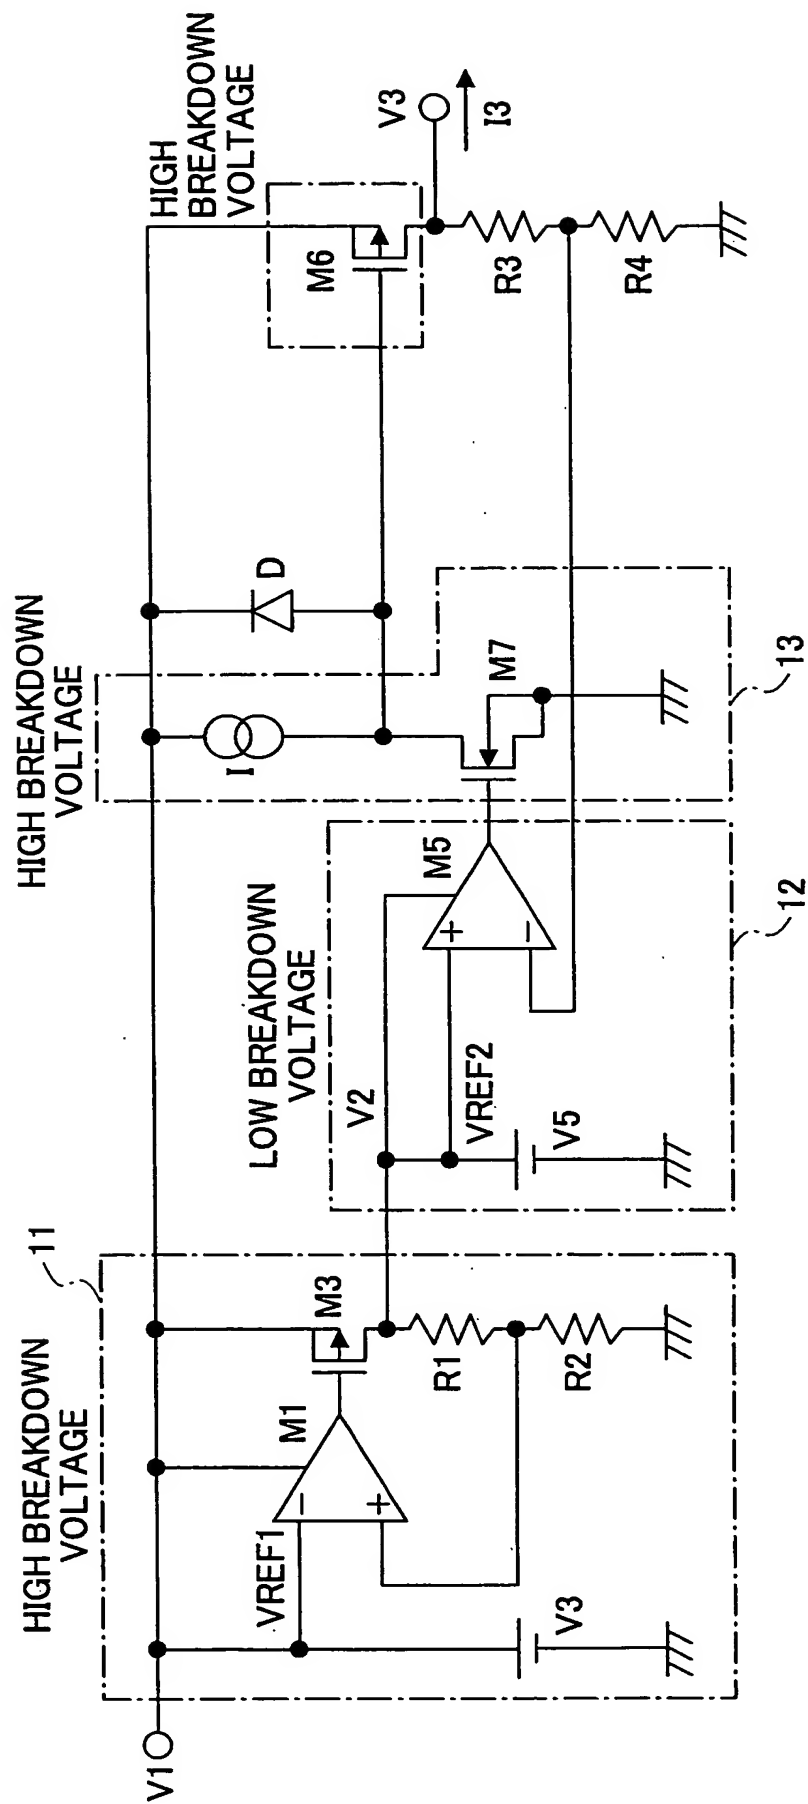 HIGH BREAKDOWN
VOLTAGE
11
V1
VREF1
M1
M3
R1
R2
V3
LOW BREAKDOWN
VOLTAGE
V2
VREF2
V5
M5
12
HIGH BREAKDOWN
VOLTAGE
I
D
M7
13
HIGH
BREAKDOWN
VOLTAGE
M6
V3
I3
R3
R4